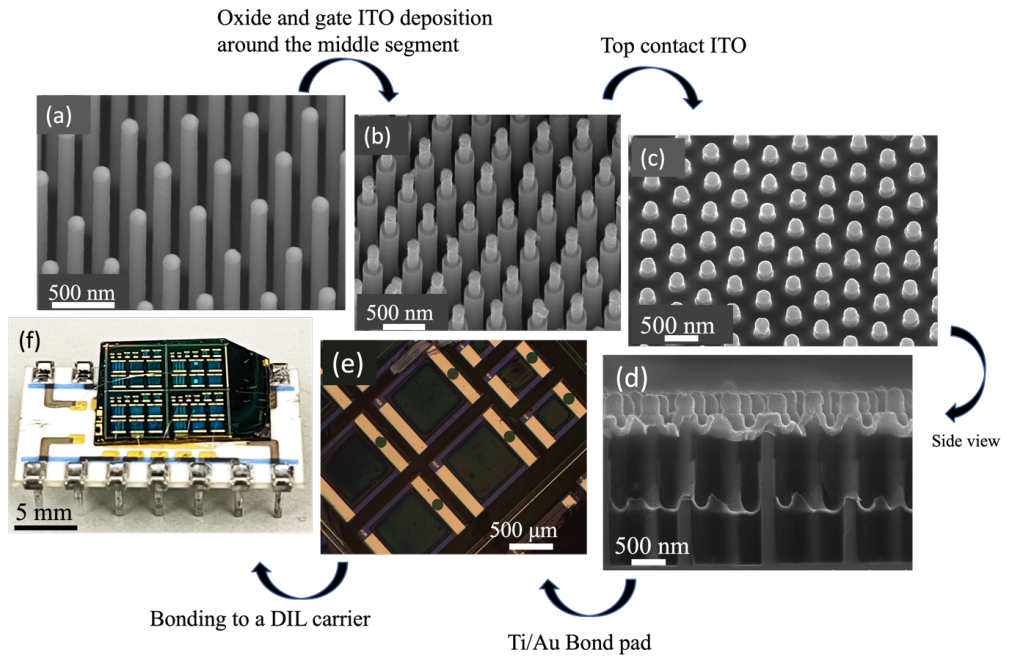 Oxide and gate ITO deposition
around the middle segment
Top contact ITO
(a)
500 nm
(b)
500 nm
(c)
500 nm
Side view
(d)
500 nm
(e)
500 µm
(f)
5 mm
Bonding to a DIL carrier
Ti/Au Bond pad